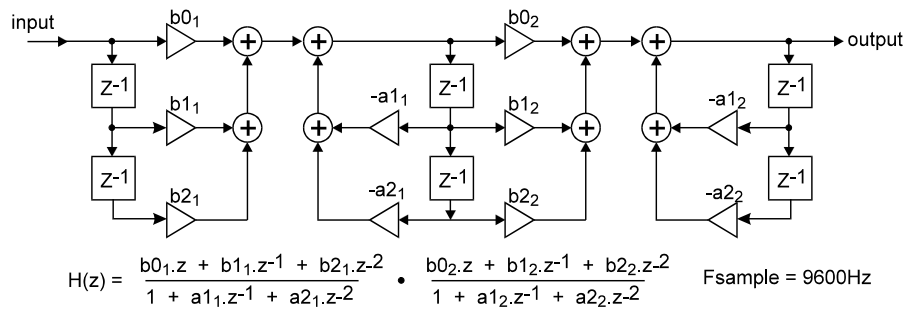 input
b0₁
b0₂
output
z-1
-a1₁
z-1
-a1₂
z-1
b1₁
b1₂
z-1
-a2₁
z-1
-a2₂
z-1
b2₁
b2₂
H(z) = b0₁.z + b1₁.z-1 + b2₁.z-2 • b0₂.z + b1₂.z-1 + b2₂.z-2 Fsample = 9600Hz
1 + a1₁.z-1 + a2₁.z-2 1 + a1₂.z-1 + a2₂.z-2